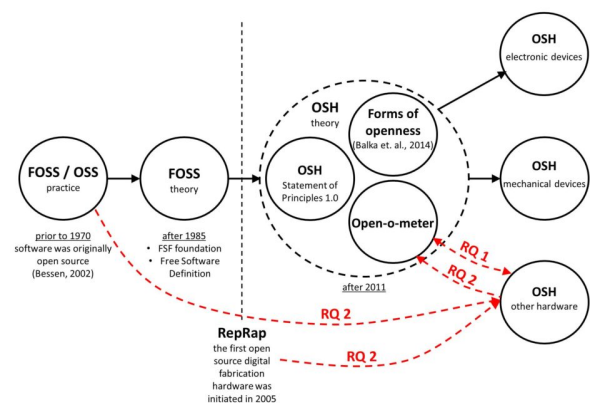 OSH
electronic devices
Forms of
openness
(Balka et. al., 2014)
OSH
theory
FOSS / OSS
practice
FOSS
theory
OSH
Statement of
Principles 1.0
OSH
mechanical devices
Open-o-meter
prior to 1970
software was originally
open source
(Bessen, 2002)
after 1985
• FSF foundation
• Free Software
Definition
after 2011
RQ 1
RQ 2
OSH
other hardware
RQ 2
RepRap
the first open
source digital
fabrication
hardware was
initiated in 2005
RQ 2